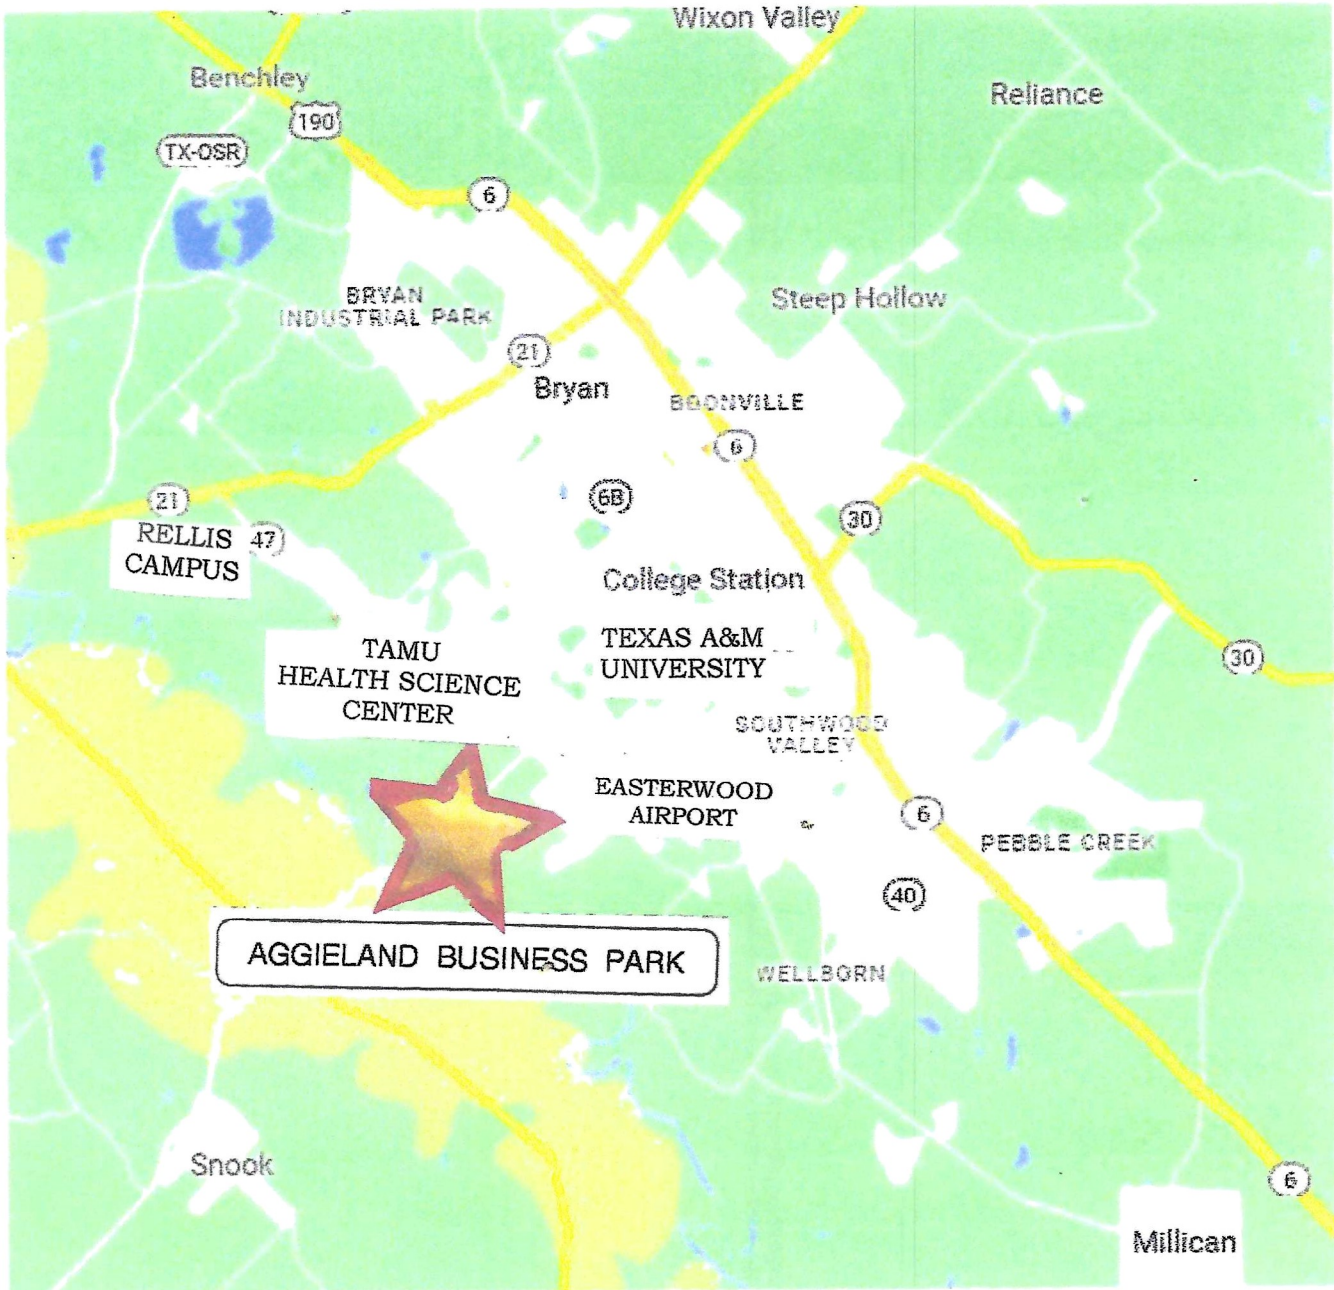 Wixon Valley
Benchley
Reliance
190
TX-OSR
6
BRYAN
INDUSTRIAL PARK
Steep Hollow
21
Bryan
BOONVILLE
6
21
6B
30
RELLIS
CAMPUS
47
College Station
TAMU
HEALTH SCIENCE
CENTER
TEXAS A&M
UNIVERSITY
30
SOUTHWOOD
VALLEY
EASTERWOOD
AIRPORT
6
PEBBLE CREEK
40
AGGIELAND BUSINESS PARK
WELLBORN
Snook
6
Millican